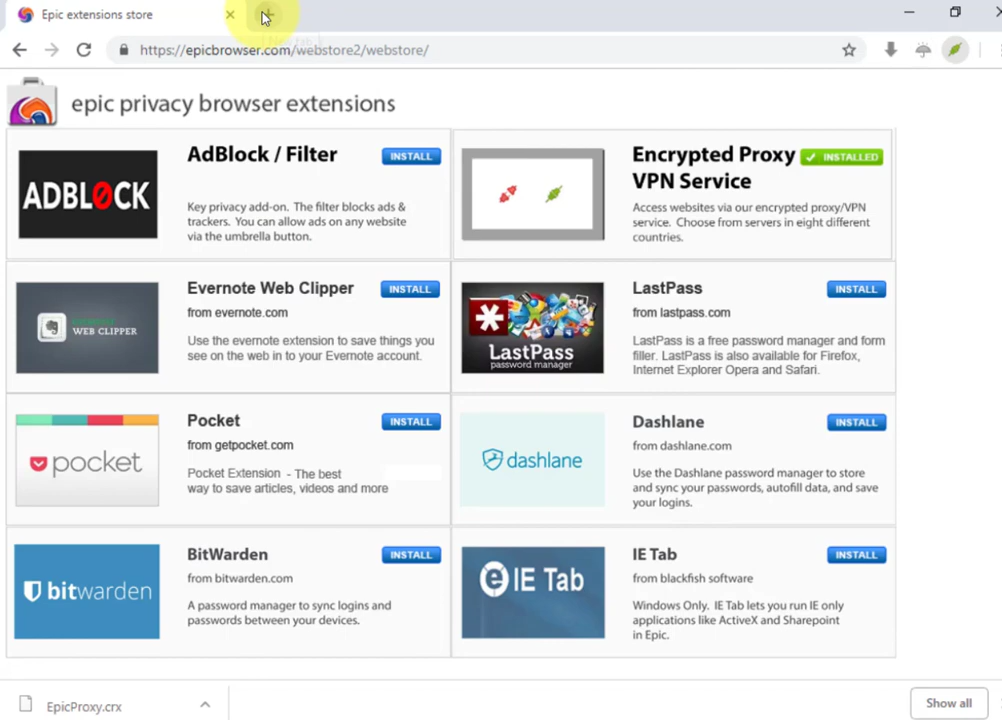 Epic extensions store
https://epicbrowser.com/webstore2/webstore/
epic privacy browser extensions
ADBLOCK
AdBlock / Filter
INSTALL
Key privacy add-on. The filter blocks ads &
trackers. You can allow ads on any website
via the umbrella button.
Encrypted Proxy
VPN Service
INSTALLED
Access websites via our encrypted proxy/VPN
service. Choose from servers in eight different
countries.
WEB CLIPPER
Evernote Web Clipper
INSTALL
from evernote.com
Use the evernote extension to save things you
see on the web in to your Evernote account.
LastPass
password manager
LastPass
INSTALL
from lastpass.com
LastPass is a free password manager and form
filler. LastPass is also available for Firefox,
Internet Explorer Opera and Safari.
pocket
Pocket
INSTALL
from getpocket.com
Pocket Extension - The best
way to save articles, videos and more
dashlane
Dashlane
INSTALL
from dashlane.com
Use the Dashlane password manager to store
and sync your passwords, autofill data, and save
your logins.
bitwarden
BitWarden
INSTALL
from bitwarden.com
A password manager to sync logins and
passwords between your devices.
e IE Tab
IE Tab
INSTALL
from blackfish software
Windows Only. IE Tab lets you run IE only
applications like ActiveX and Sharepoint
in Epic.
EpicProxy.crx
Show all